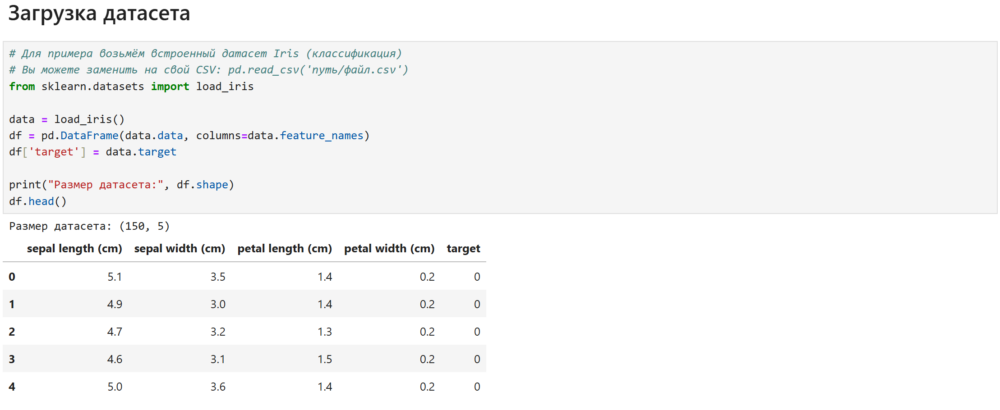 Загрузка датасета
# Для примера возьмём встроенный датасет Iris (классификация)
# Вы можете заменить на свой CSV: pd.read_csv('путь/файл.csv')
from sklearn.datasets import load_iris
data = load_iris()
df = pd.DataFrame(data.data, columns=data.feature_names)
df['target'] = data.target
print("Размер датасета:", df.shape)
df.head()
Размер датасета: (150, 5)
sepal length (cm) sepal width (cm) petal length (cm) petal width (cm) target
0 5.1 3.5 1.4 0.2 0
1 4.9 3.0 1.4 0.2 0
2 4.7 3.2 1.3 0.2 0
3 4.6 3.1 1.5 0.2 0
4 5.0 3.6 1.4 0.2 0